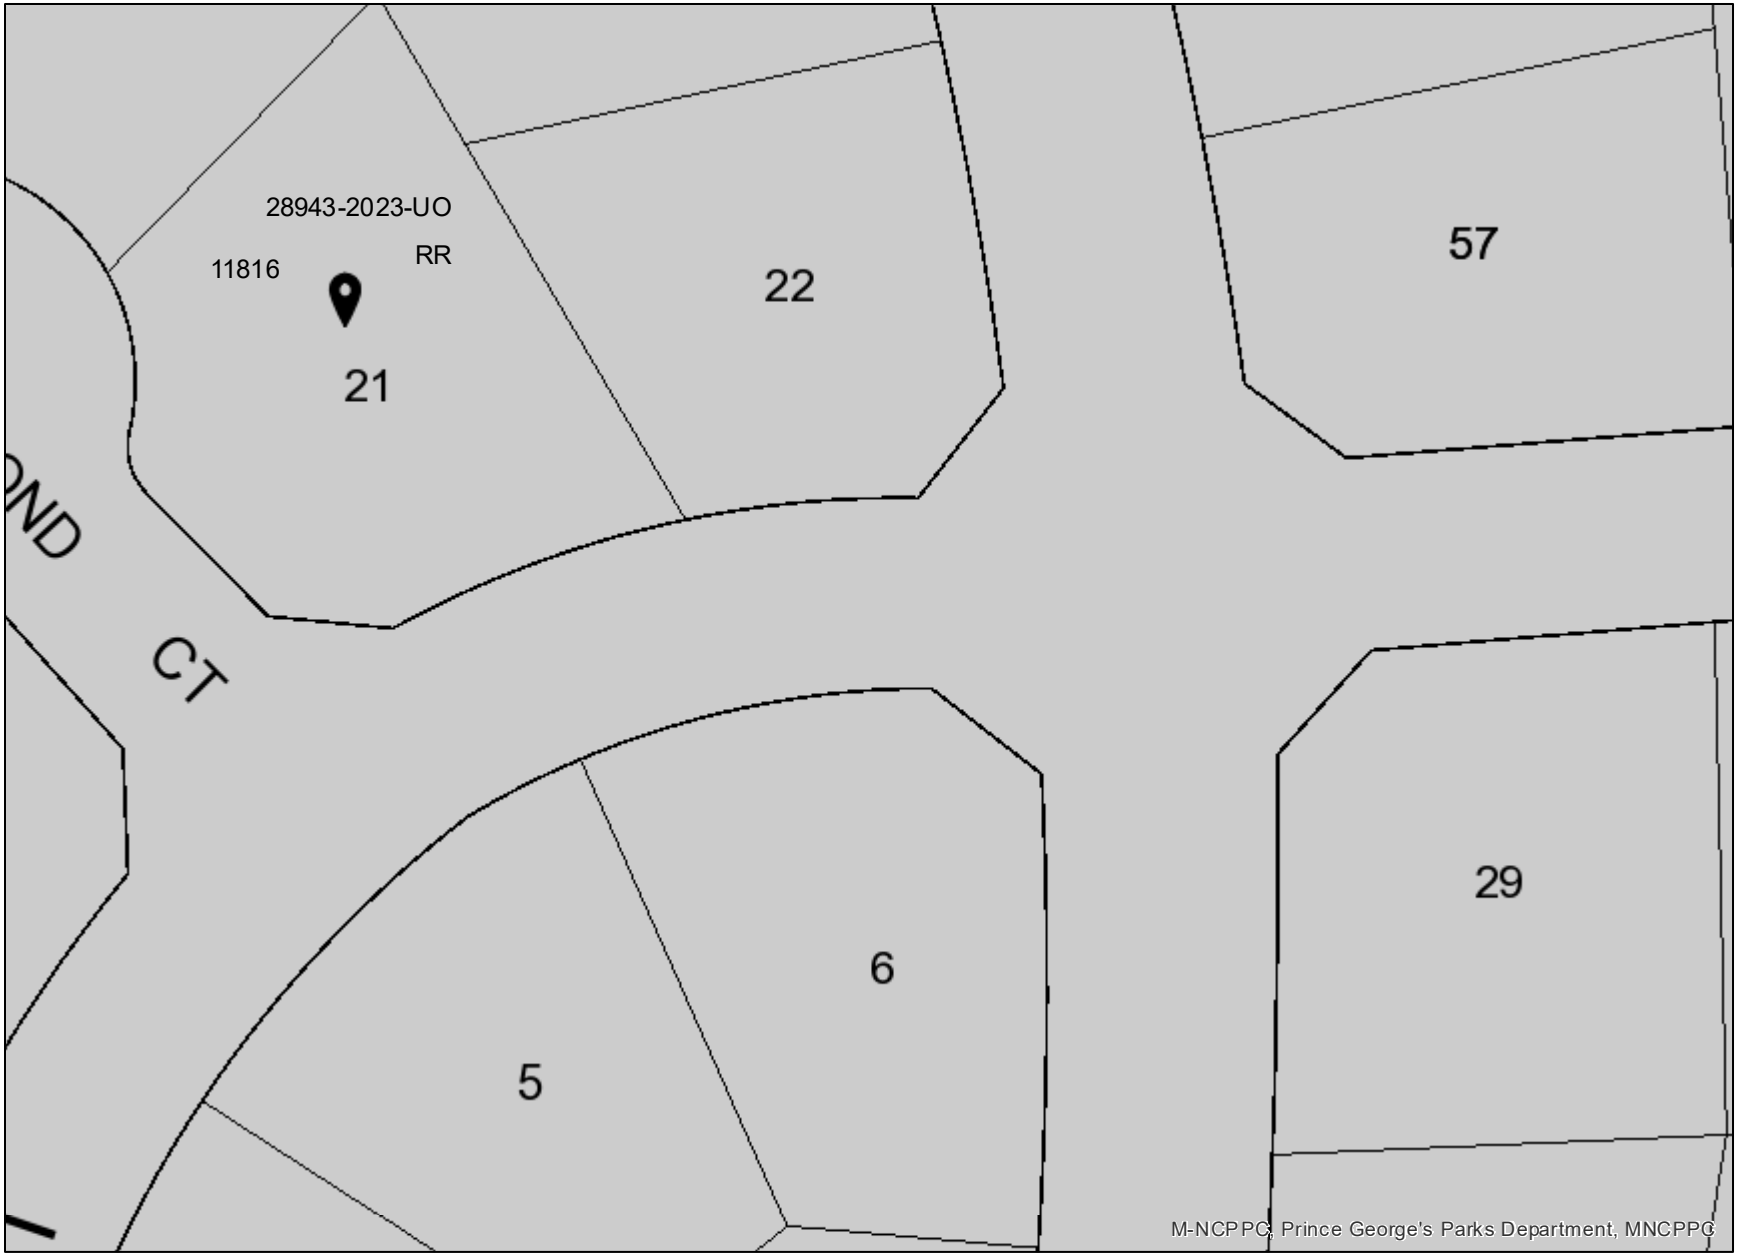 28943-2023-UO
RR
11816
57
22
21
OND
CT
29
6
5
M-NCPPC, Prince George's Parks Department, MNCPPC